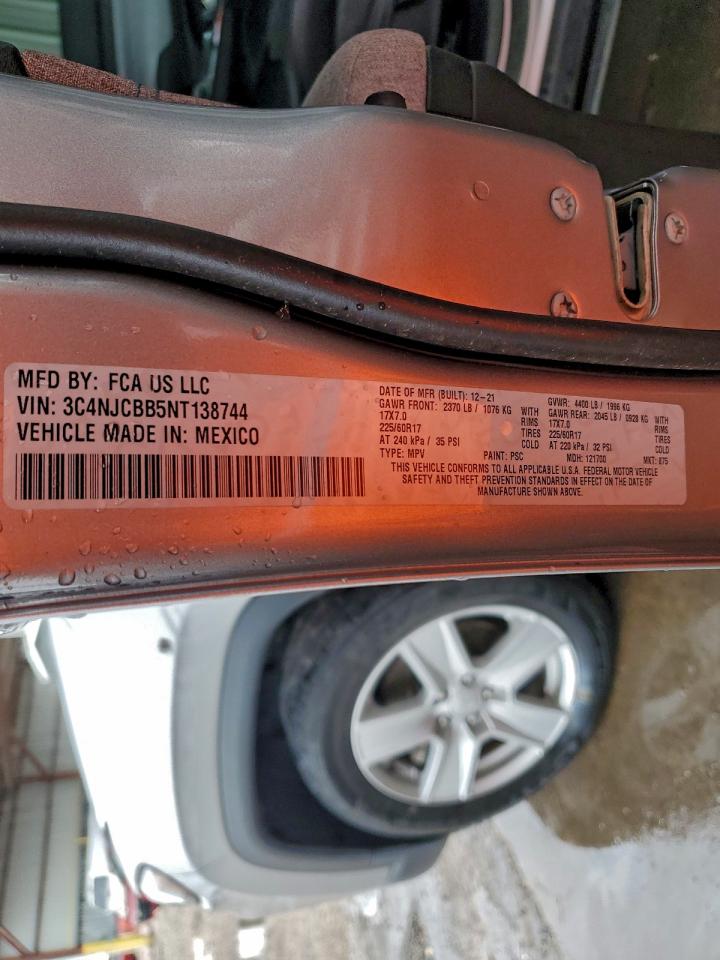 MFD BY: FCA US LLC
VIN: 3C4NJCBB5NT138744
VEHICLE MADE IN: MEXICO
DATE OF MFR (BUILT): 12-21 GVWR: 4400 LB / 1996 KG
GAWR FRONT: 2370 LB / 1076 KG WITH GAWR REAR: 2045 LB / 0928 KG WITH
17X7.0 RIMS 17X7.0 RIMS
225/60R17 TIRES 225/60R17 TIRES
AT 240 kPa / 35 PSI COLD AT 220 kPa / 32 PSI COLD
TYPE: MPV PAINT: PSC MDH: 121700 MKT: 875
THIS VEHICLE CONFORMS TO ALL APPLICABLE U.S.A. FEDERAL MOTOR VEHICLE
SAFETY AND THEFT PREVENTION STANDARDS IN EFFECT ON THE DATE OF
MANUFACTURE SHOWN ABOVE.